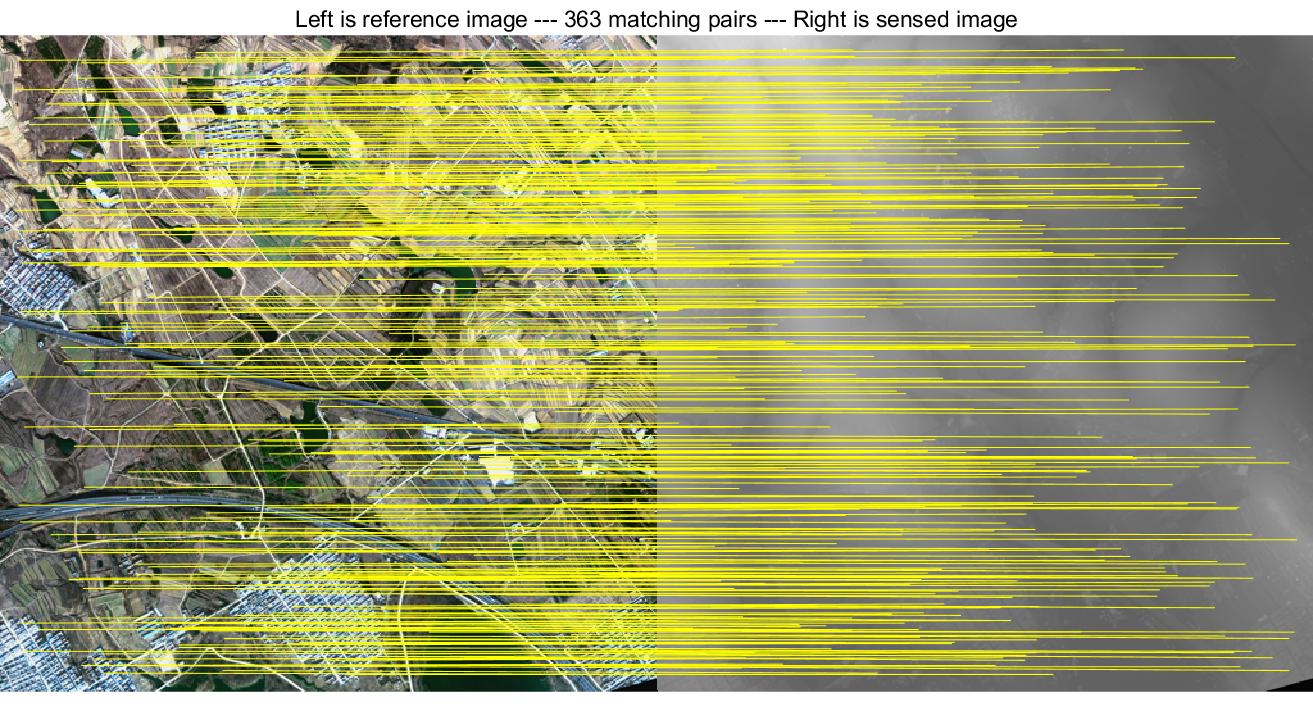 Left is reference image --- 363 matching pairs --- Right is sensed image